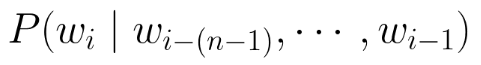 P(w_i | w_{i-(n-1)}, ⋯ , w_{i-1})